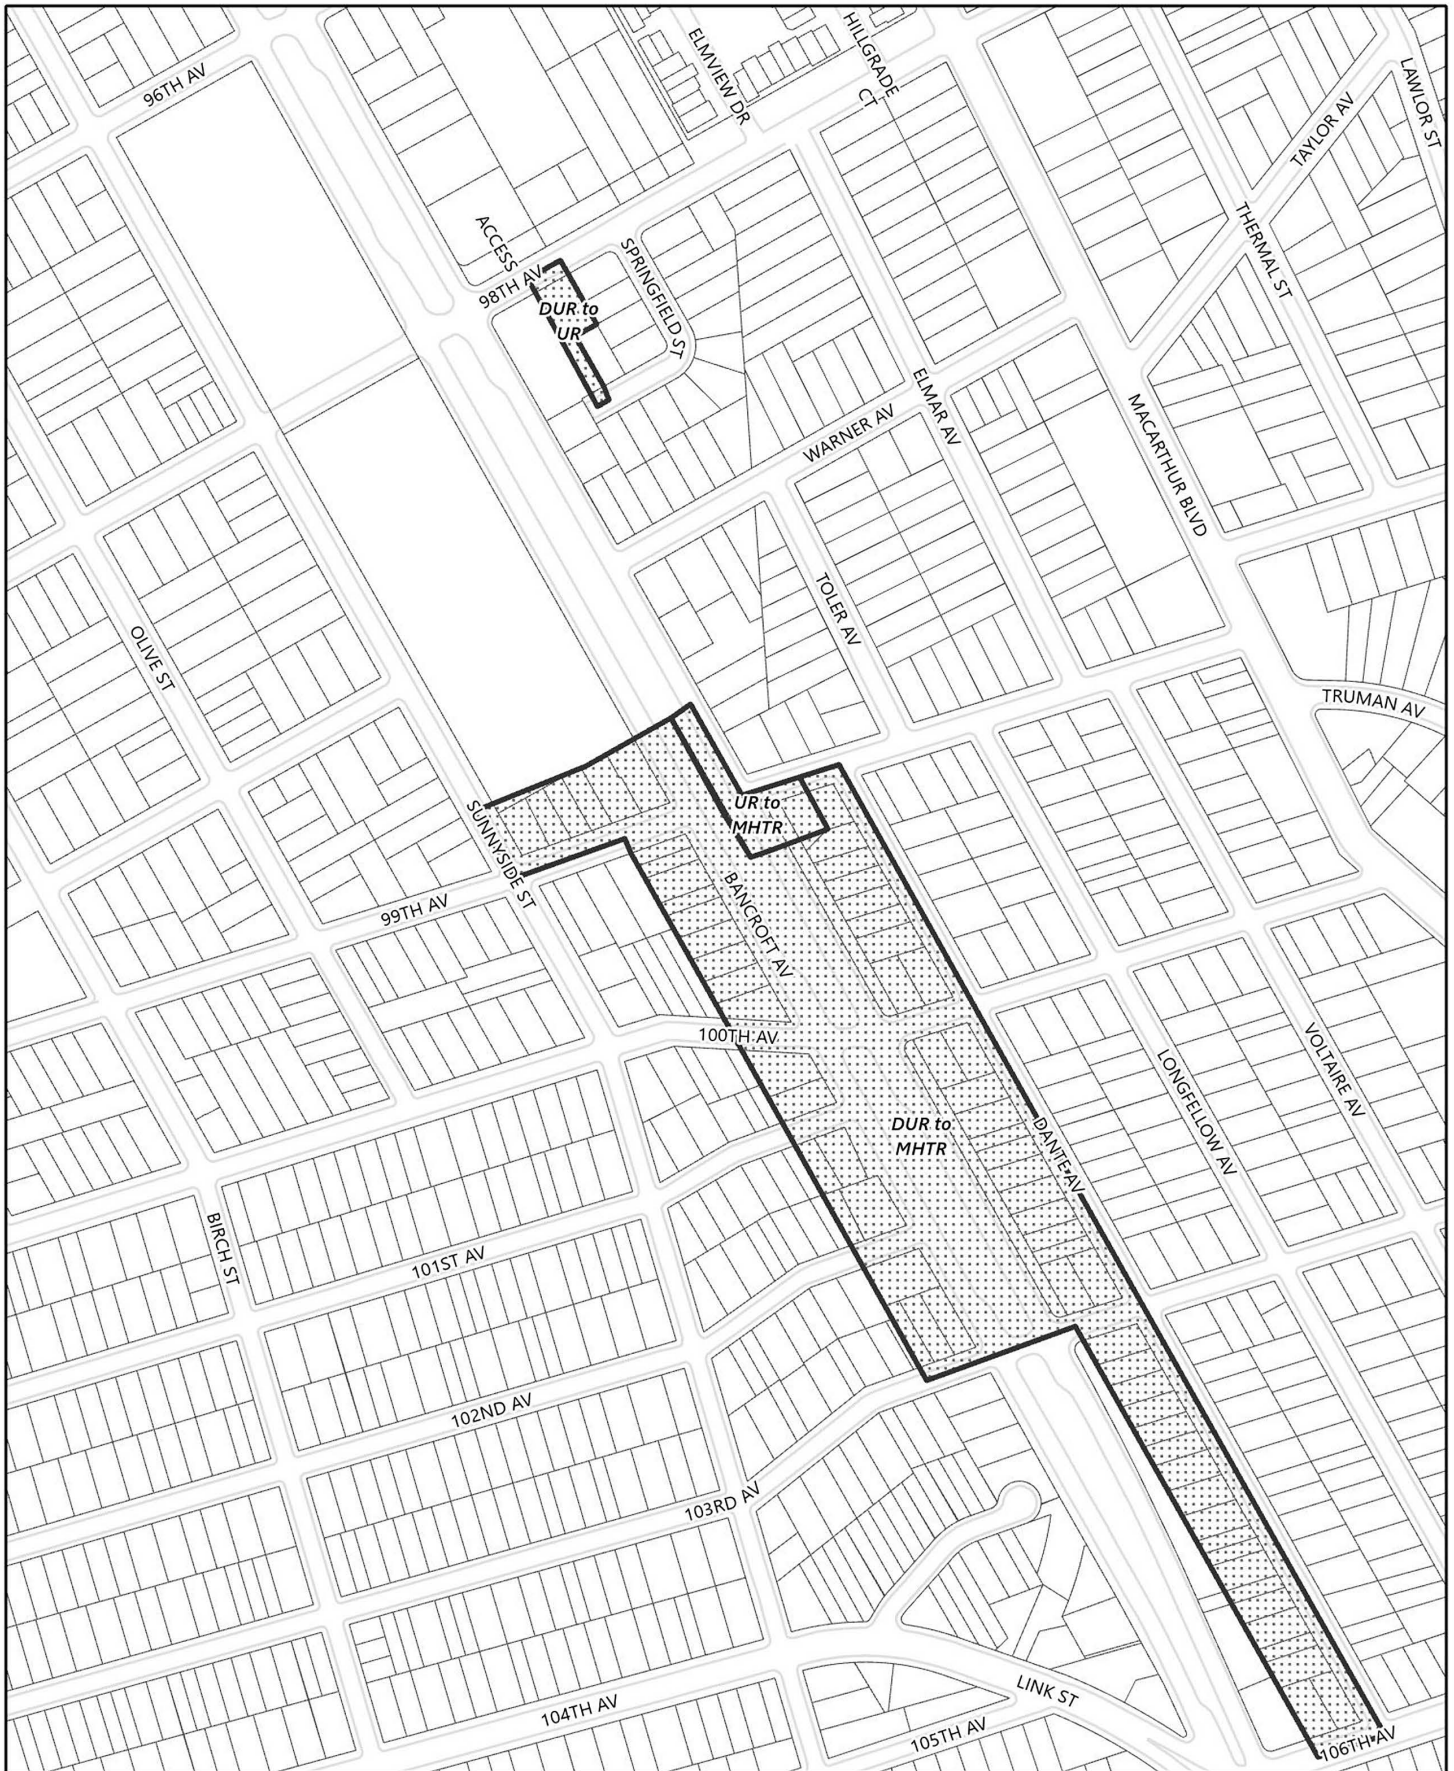 ELMVIEW DR
HILLGRADE
CT
96TH AV
LAWLOR ST
TAYLOR AV
THERMAL ST
ACCESS
98TH AV
SPRINGFIELD ST
DUR to
UR
ELMAR AV
WARNER AV
MACARTHUR BLVD
TOLER AV
OLIVE ST
TRUMAN AV
UR to
MHTR
SUNNYSIDE ST
99TH AV
BANCROFT AV
100TH AV
VOLTAIRE AV
LONGFELLOW AV
DUR to
MHTR
DANTE AV
BIRCH ST
101ST AV
102ND AV
103RD AV
LINK ST
104TH AV
105TH AV
106TH AV